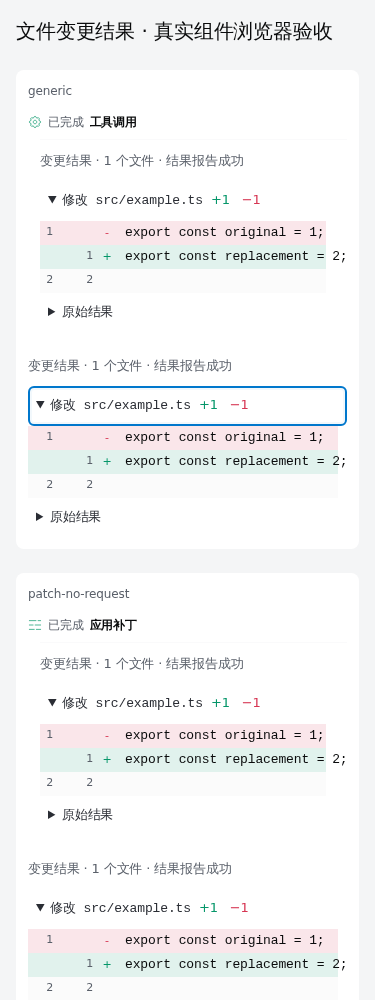 文件变更结果 · 真实组件浏览器验收
generic
已完成 工具调用
变更结果 · 1 个文件 · 结果报告成功
▼ 修改 src/example.ts +1 −1
1 - export const original = 1;
1 + export const replacement = 2;
2 2
▶ 原始结果
变更结果 · 1 个文件 · 结果报告成功
▼ 修改 src/example.ts +1 −1
1 - export const original = 1;
1 + export const replacement = 2;
2 2
▶ 原始结果
patch-no-request
已完成 应用补丁
变更结果 · 1 个文件 · 结果报告成功
▼ 修改 src/example.ts +1 −1
1 - export const original = 1;
1 + export const replacement = 2;
2 2
▶ 原始结果
变更结果 · 1 个文件 · 结果报告成功
▼ 修改 src/example.ts +1 −1
1 - export const original = 1;
1 + export const replacement = 2;
2 2